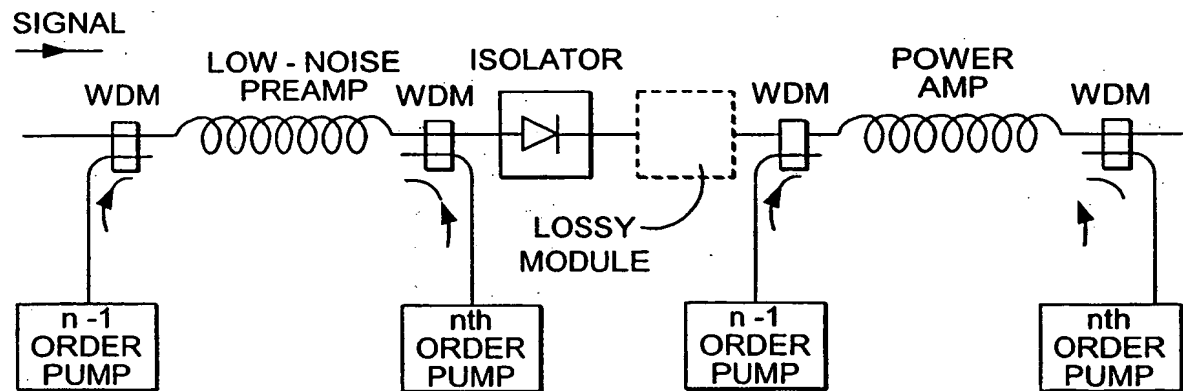 SIGNAL
LOW - NOISE
PREAMP
WDM
WDM
ISOLATOR
LOSSY
MODULE
WDM
POWER
AMP
WDM
n -1
ORDER
PUMP
nth
ORDER
PUMP
n -1
ORDER
PUMP
nth
ORDER
PUMP